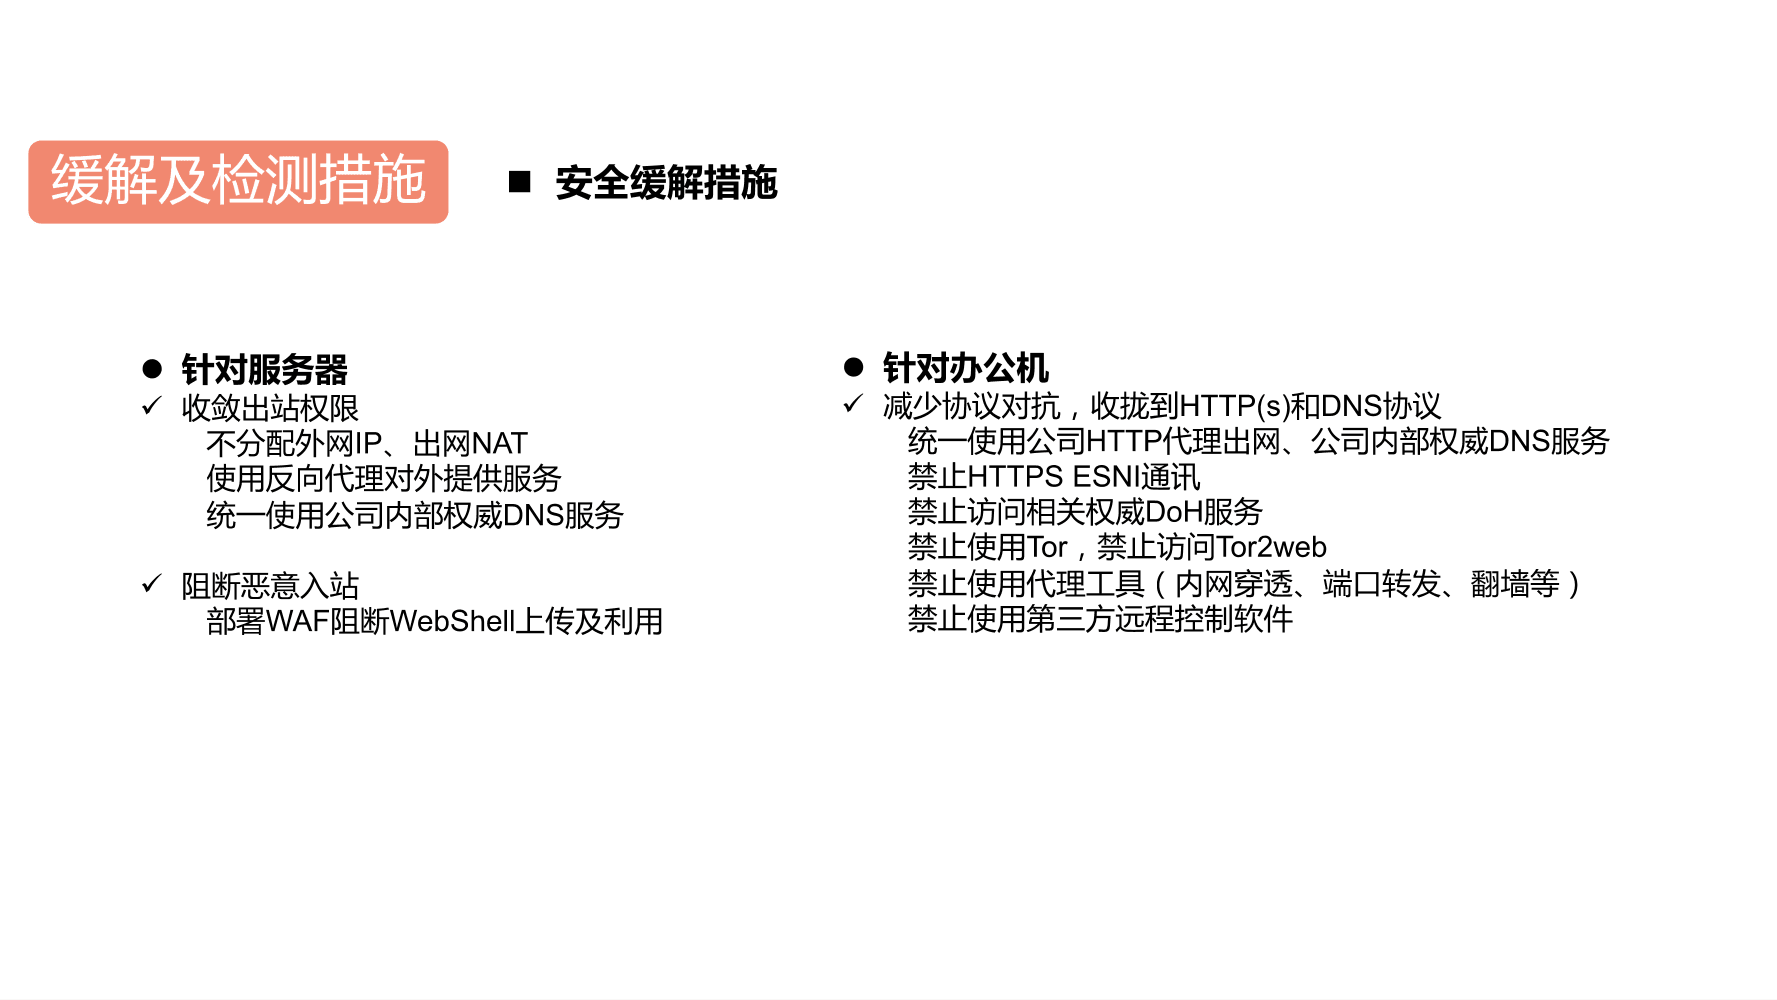 缓解及检测措施
■ 安全缓解措施
● 针对服务器
✓ 收敛出站权限
不分配外网IP、出网NAT
使用反向代理对外提供服务
统一使用公司内部权威DNS服务
✓ 阻断恶意入站
部署WAF阻断WebShell上传及利用
● 针对办公机
✓ 减少协议对抗，收拢到HTTP(s)和DNS协议
统一使用公司HTTP代理出网、公司内部权威DNS服务
禁止HTTPS ESNI通讯
禁止访问相关权威DoH服务
禁止使用Tor，禁止访问Tor2web
禁止使用代理工具（内网穿透、端口转发、翻墙等）
禁止使用第三方远程控制软件